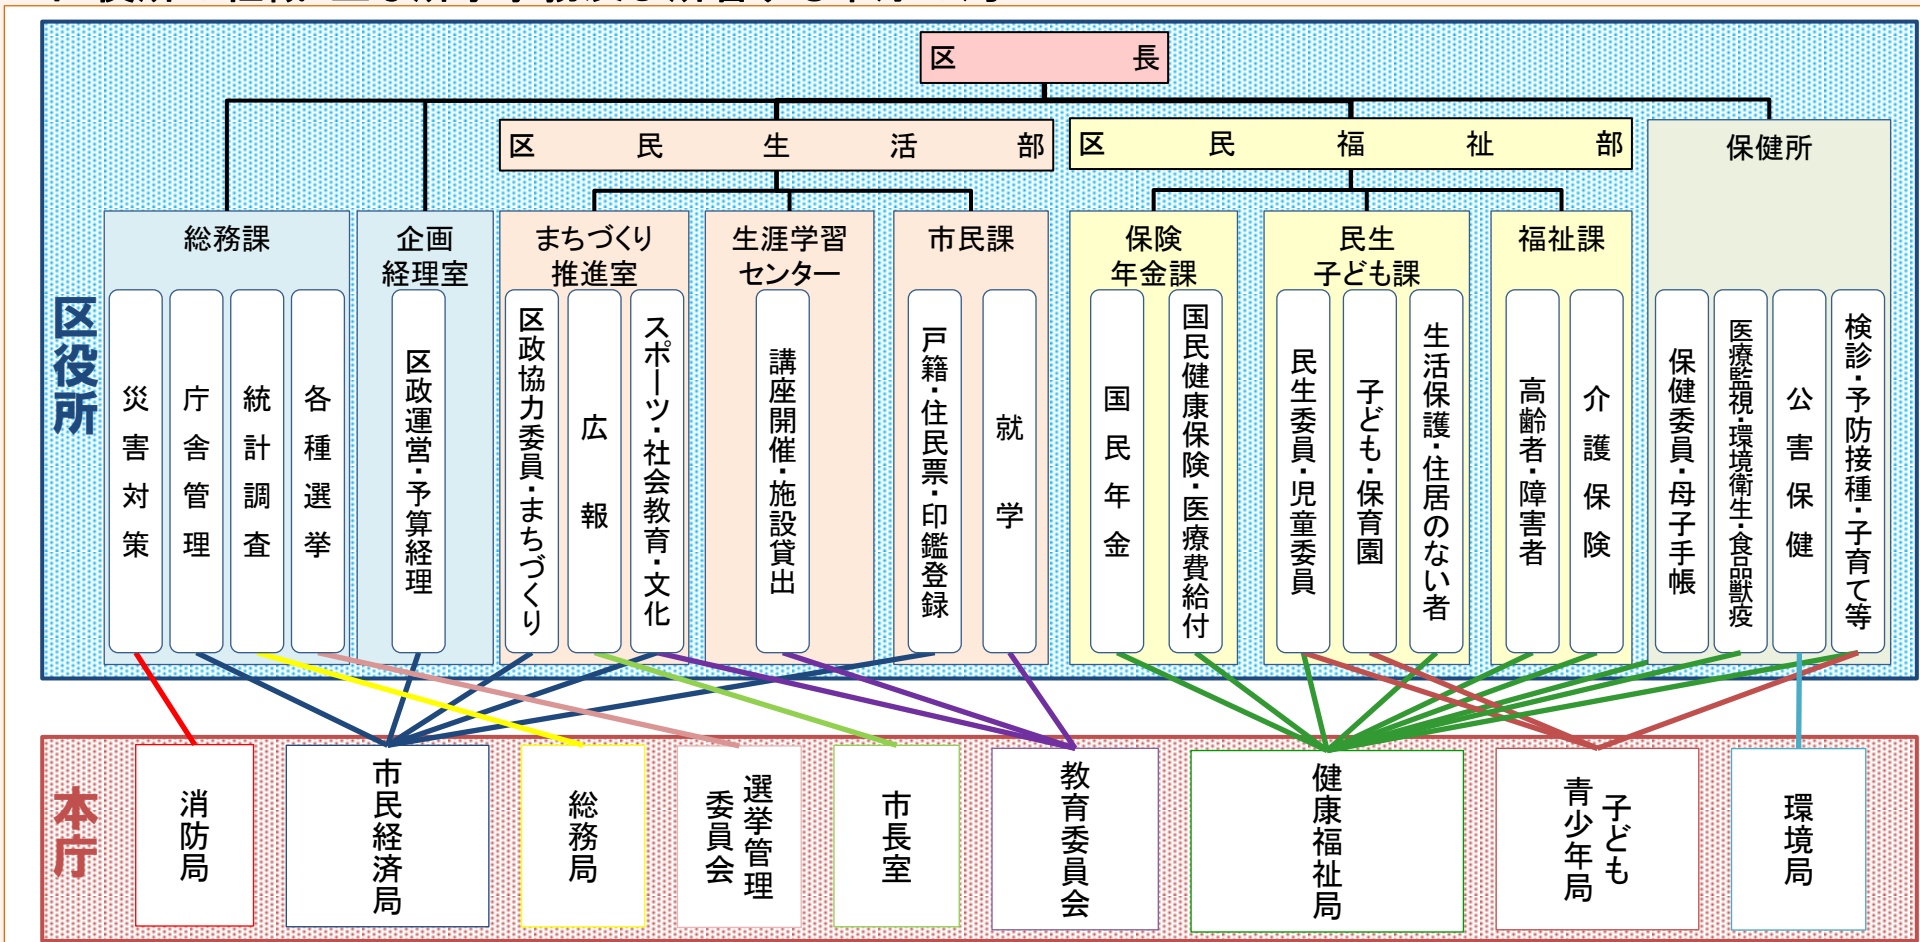 区長
区民生活部
区民福祉部
保健所
総務課
企画
経理室
まちづくり
推進室
生涯学習
センター
市民課
保険
年金課
民生
子ども課
福祉課
区役所
災害対策
庁舎管理
統計調査
各種選挙
区政運営・予算経理
区政協力委員・まちづくり
広報
スポーツ・社会教育・文化
講座開催・施設貸出
戸籍・住民票・印鑑登録
就学
国民年金
国民健康保険・医療費給付
民生委員・児童委員
子ども・保育園
生活保護・住居のない者
高齢者・障害者
介護保険
保健委員・母子手帳
医療監視・環境衛生・食品獣疫
公害保健
検診・予防接種・子育て等
本庁
消防局
市民経済局
総務局
選挙管理
委員会
市長室
教育委員会
健康福祉局
子ども
青少年局
環境局